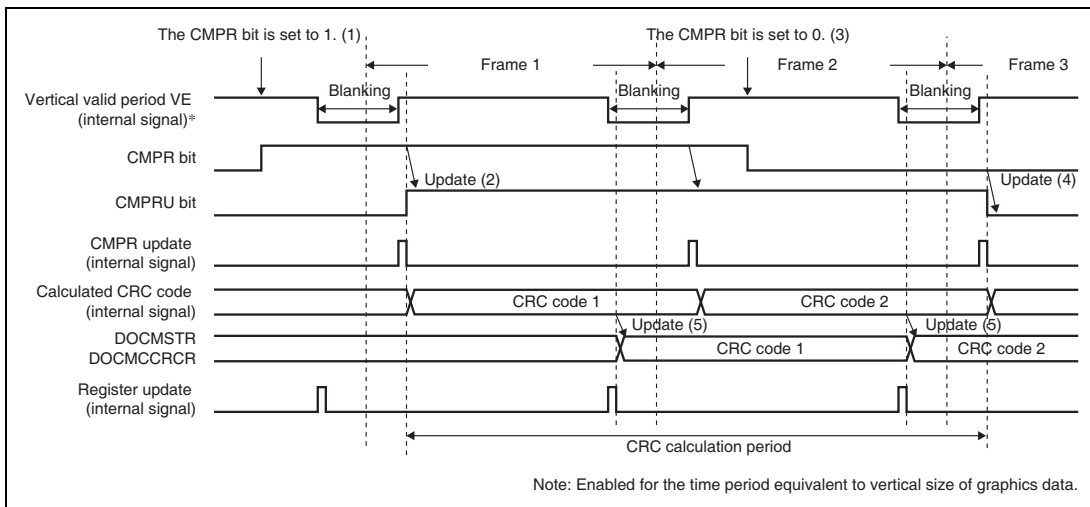 The CMPR bit is set to 1. (1)
The CMPR bit is set to 0. (3)
Frame 1
Frame 2
Frame 3
Blanking
Blanking
Blanking
Vertical valid period VE
(internal signal)*
CMPR bit
Update (2)
Update (4)
CMPRU bit
CMPR update
(internal signal)
Calculated CRC code
(internal signal)
CRC code 1
CRC code 2
Update (5)
Update (5)
DOCMSTR
DOCMCCRCR
CRC code 1
CRC code 2
Register update
(internal signal)
CRC calculation period
Note: Enabled for the time period equivalent to vertical size of graphics data.